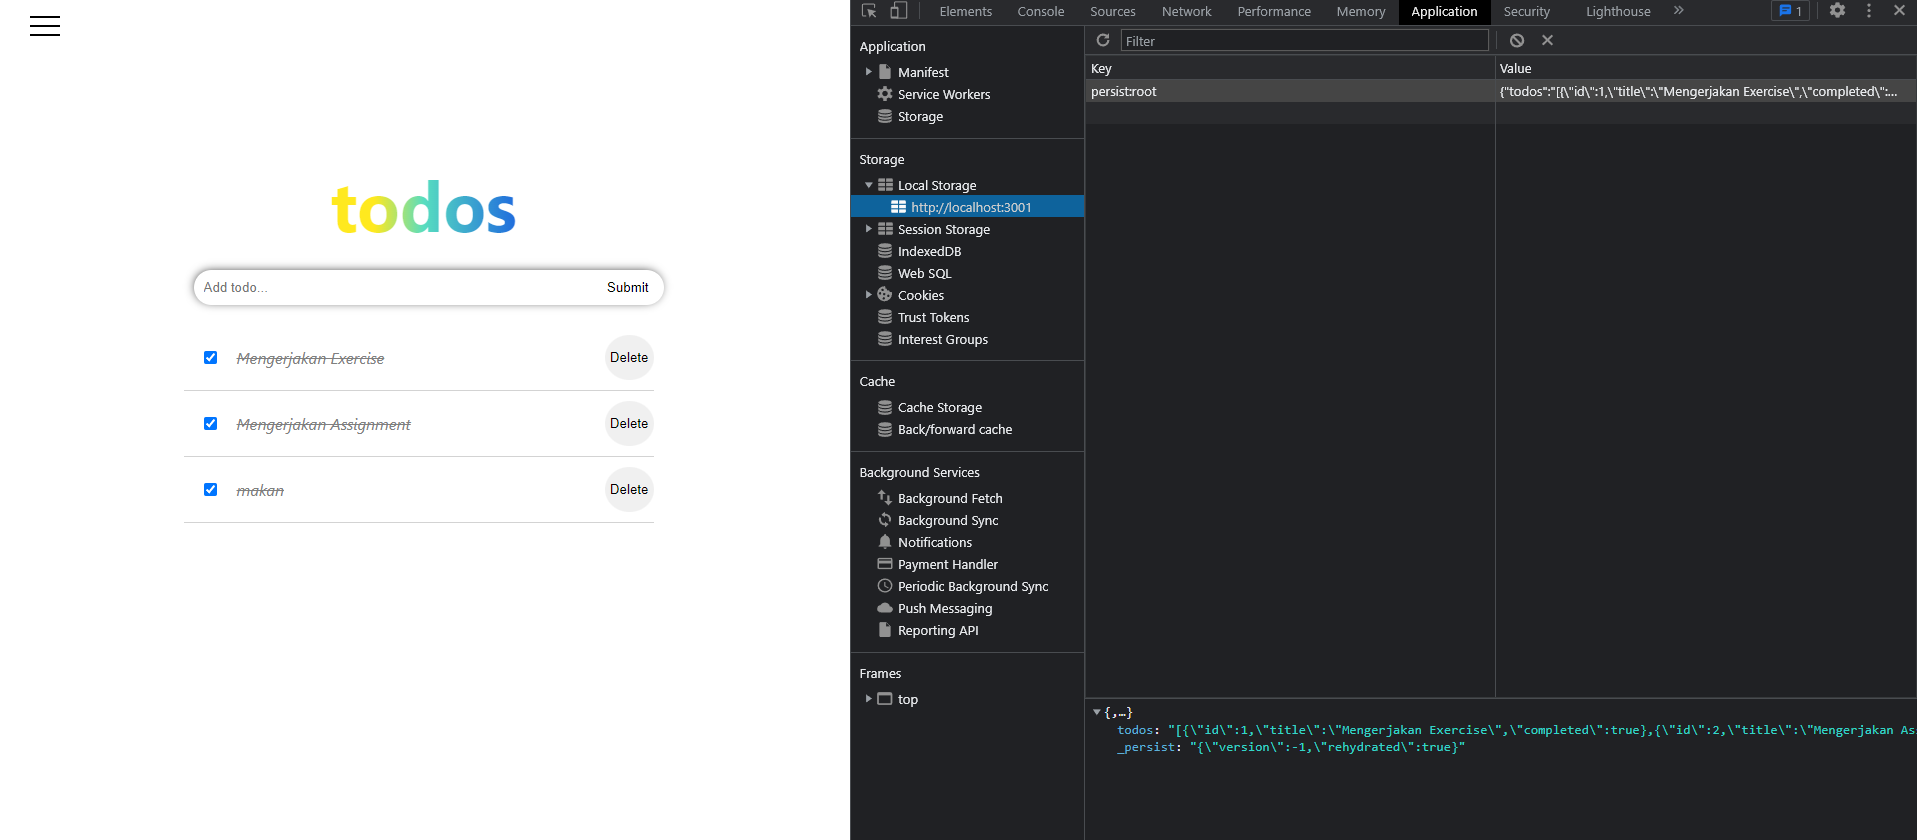 todos
Add todo...
Submit
Mengerjakan Exercise
Delete
Mengerjakan Assignment
Delete
makan
Delete
Elements Console Sources Network Performance Memory Application Security Lighthouse » 1
Application
Manifest
Service Workers
Storage
Storage
Local Storage
http://localhost:3001
Session Storage
IndexedDB
Web SQL
Cookies
Trust Tokens
Interest Groups
Cache
Cache Storage
Back/forward cache
Background Services
Background Fetch
Background Sync
Notifications
Payment Handler
Periodic Background Sync
Push Messaging
Reporting API
Frames
top
Filter
Key Value
persist:root {"todos":"[{\"id\":1,\"title\":\"Mengerjakan Exercise\",\"completed\":...
{,…}
todos: "[{\"id\":1,\"title\":\"Mengerjakan Exercise\",\"completed\":true},{\"id\":2,\"title\":\"Mengerjakan As
_persist: "{\"version\":-1,\"rehydrated\":true}"